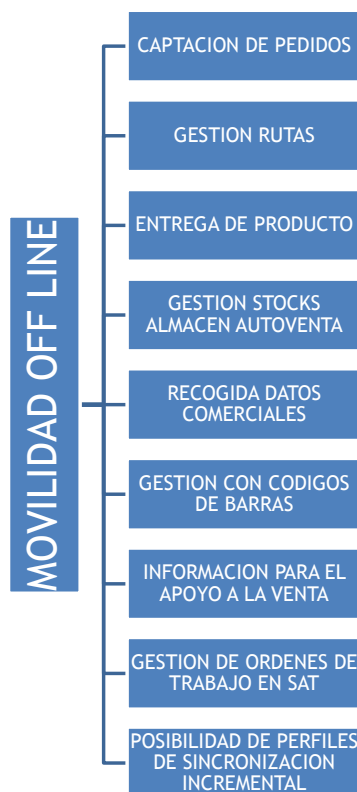 MOVILIDAD OFF LINE
CAPTACION DE PEDIDOS
GESTION RUTAS
ENTREGA DE PRODUCTO
GESTION STOCKS
ALMACEN AUTOVENTA
RECOGIDA DATOS
COMERCIALES
GESTION CON CODIGOS
DE BARRAS
INFORMACION PARA EL
APOYO A LA VENTA
GESTION DE ORDENES DE
TRABAJO EN SAT
POSIBILIDAD DE PERFILES
DE SINCRONIZACION
INCREMENTAL